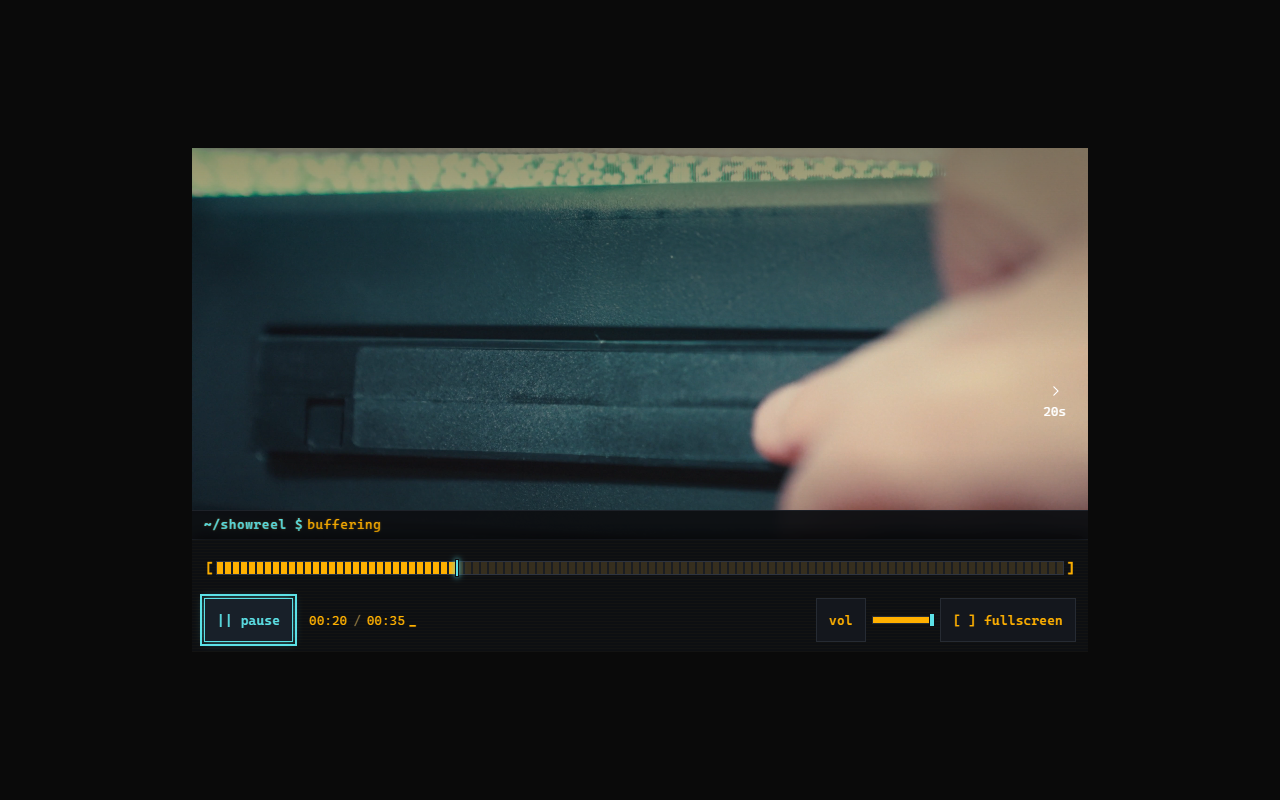 >
20s
~/showreel $ buffering
[ ]
|| pause 00:20 / 00:35 _ vol [ ] fullscreen